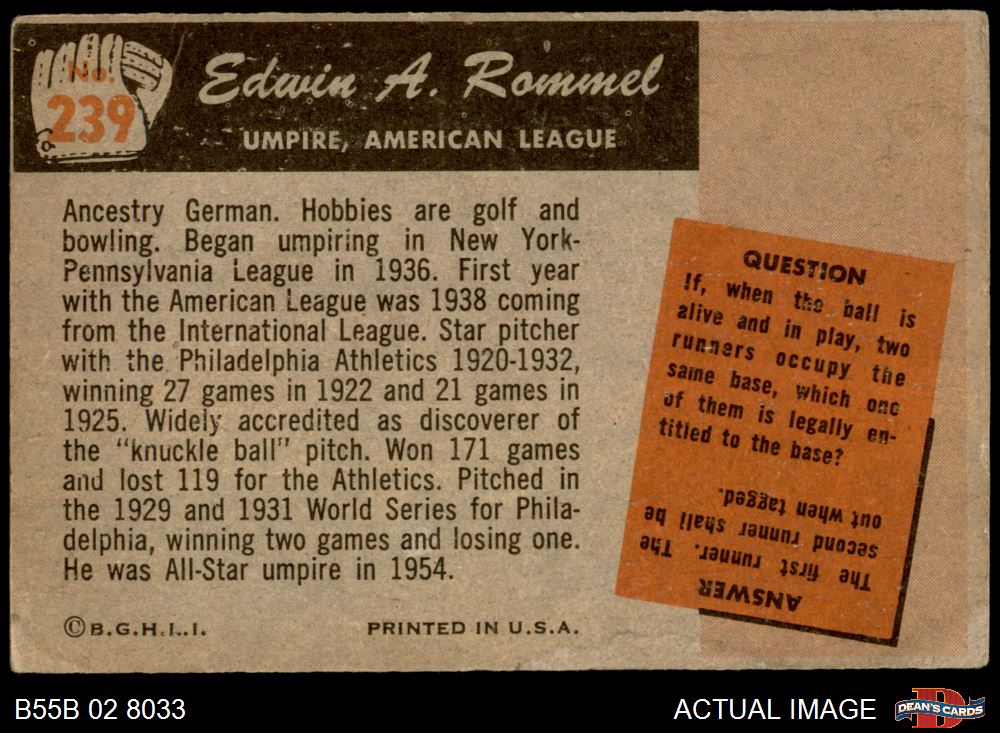 No.
239
Edwin A. Rommel
UMPIRE, AMERICAN LEAGUE
Ancestry German. Hobbies are golf and
bowling. Began umpiring in New York-
Pennsylvania League in 1936. First year
with the American League was 1938 coming
from the International League. Star pitcher
with the Philadelphia Athletics 1920-1932,
winning 27 games in 1922 and 21 games in
1925. Widely accredited as discoverer of
the "knuckle ball" pitch. Won 171 games
and lost 119 for the Athletics. Pitched in
the 1929 and 1931 World Series for Phila-
delphia, winning two games and losing one.
He was All-Star umpire in 1954.
©B.G.H.L.I.
PRINTED IN U.S.A.
QUESTION
If, when the ball is
alive and in play, two
runners occupy the
same base, which one
of them is legally en-
titled to the base?
ANSWER
The first runner. The
second runner shall be
out when tagged.
B55B 02 8033
ACTUAL IMAGE
DEAN'S CARDS